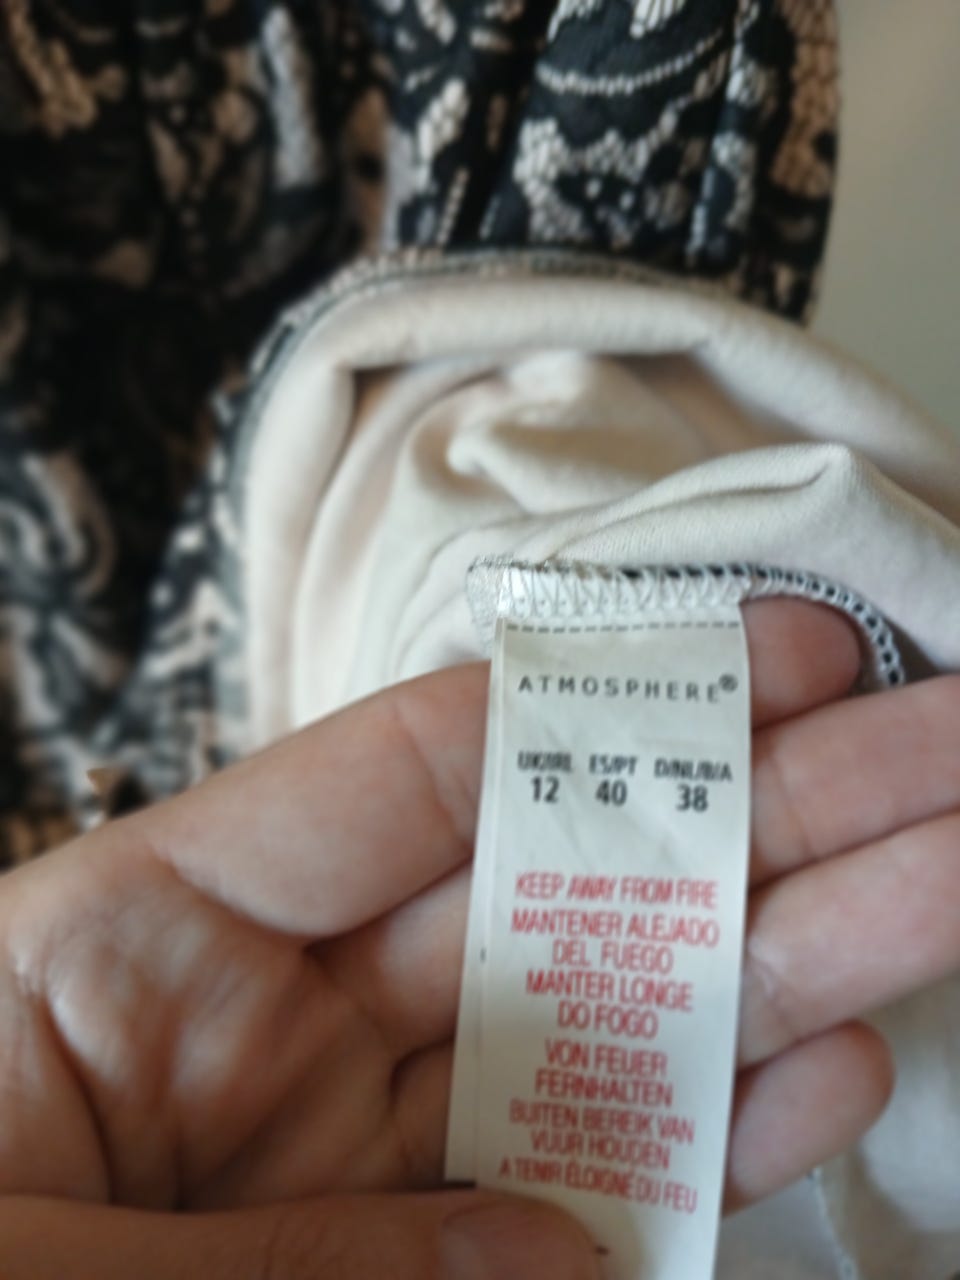 ATMOSPHERE®
UK/IRL ES/PT D/NL/B/A
12 40 38
KEEP AWAY FROM FIRE
MANTENER ALEJADO
DEL FUEGO
MANTER LONGE
DO FOGO
VON FEUER
FERNHALTEN
BUITEN BEREIK VAN
VUUR HOUDEN
A TENIR ÉLOIGNE DU FEU